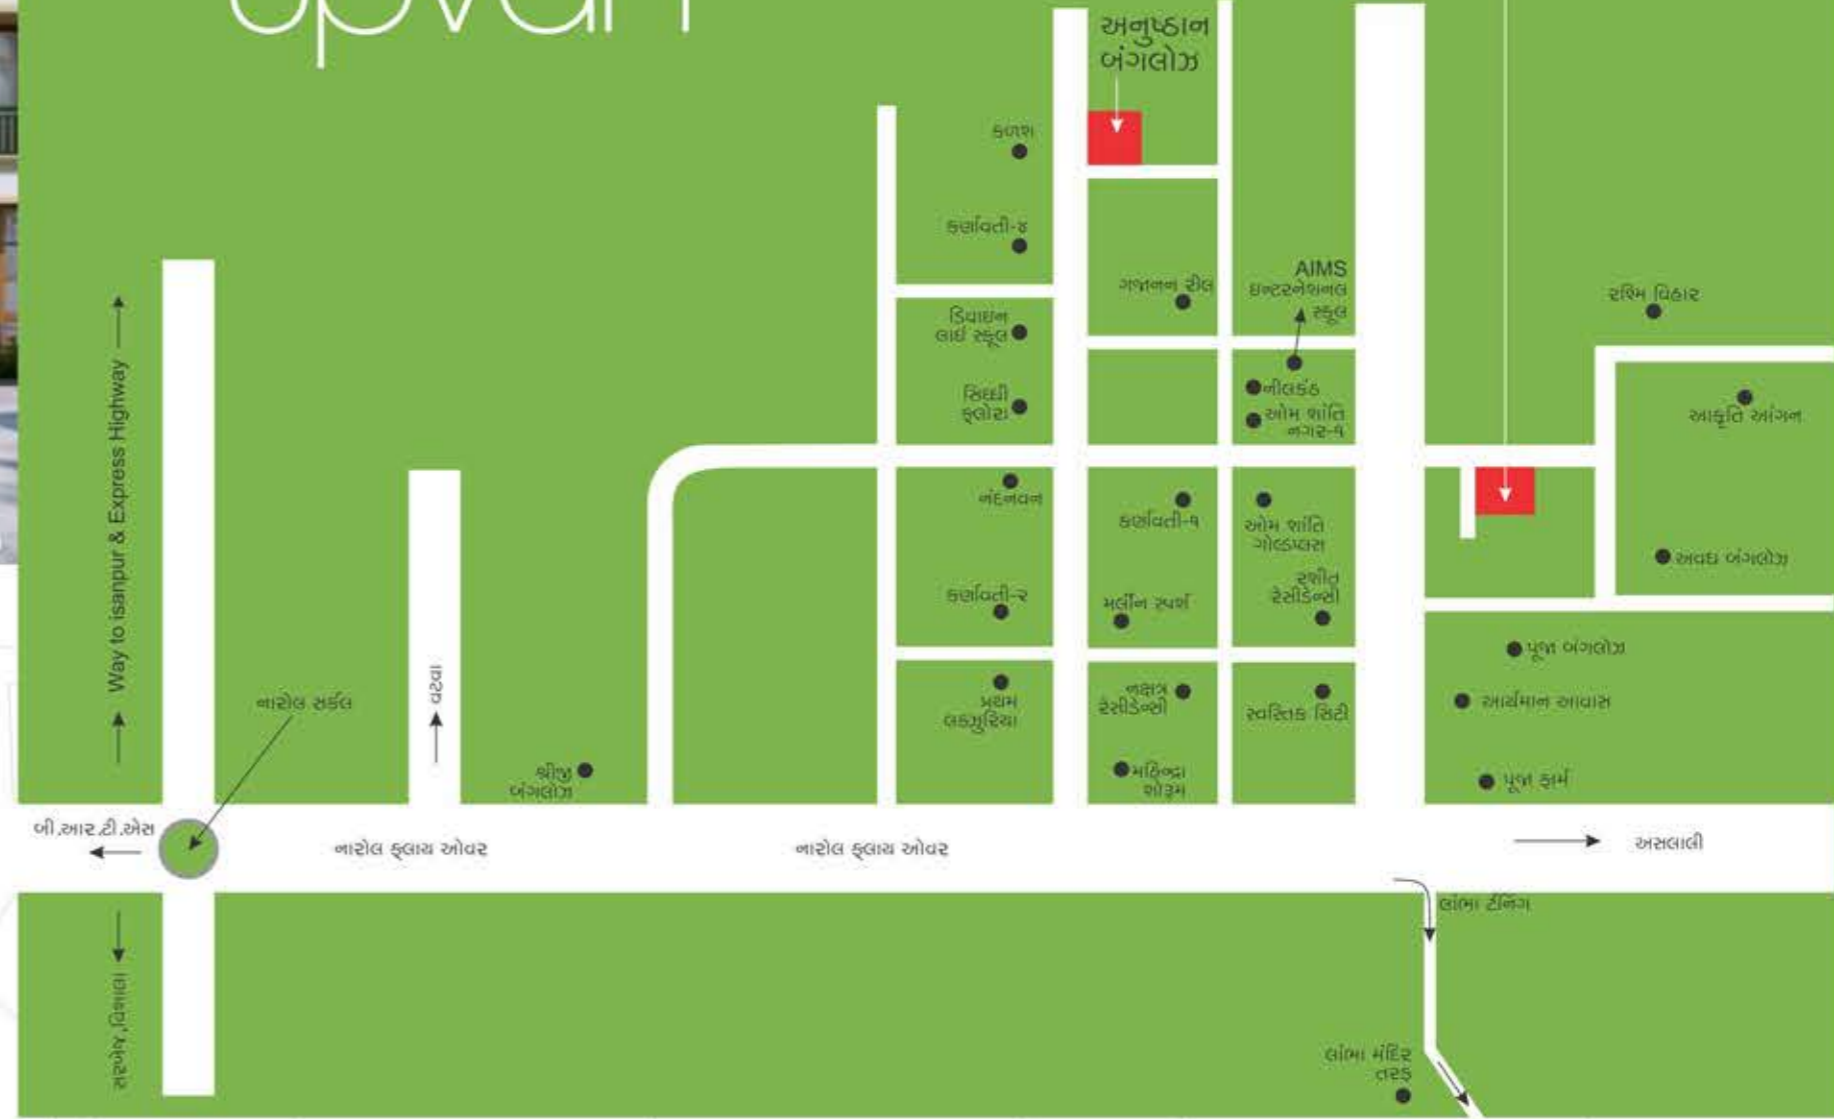 upvan
અનુષ્ઠાન
બંગલોઝ
કળશ
કર્ણાવતી-૪
ગજાનન રીલ
AIMS
ઇન્ટરનેશનલ
સ્કૂલ
રશ્મિ વિહાર
ડિવાઇન
લાઇ સ્કૂલ
સિધ્ધી
ફ્લોરા
નીલકંઠ
ઓમ શાંતિ
નગર-૧
આકૃતિ આંગન
નંદનવન
કર્ણાવતી-૧
ઓમ શાંતિ
ગોલ્ડપ્લસ
અવધ બંગલોઝ
કર્ણાવતી-૨
મર્લીન સ્પર્શ
રશીત
રેસીડેન્સી
પૂજા બંગલોઝ
Way to isanpur & Express Highway
નારોલ સર્કલ
વટવા
પ્રથમ
લક્ઝુરિયા
નક્ષત્ર
રેસીડેન્સી
સ્વસ્તિક સિટી
આર્યમાન આવાસ
શ્રીજી
બંગલોઝ
મહિન્દ્રા
શોરૂમ
પૂજા ફાર્મ
બી.આર.ટી.એસ
નારોલ ફ્લાય ઓવર
નારોલ ફ્લાય ઓવર
અસલાલી
લાંભા ટર્નિંગ
સરખેજ,વિશાલા
લાંભા મંદિર
તરફ